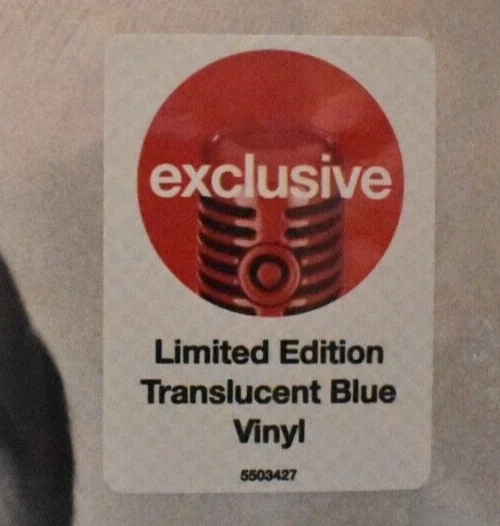 exclusive
Limited Edition
Translucent Blue
Vinyl
5503427